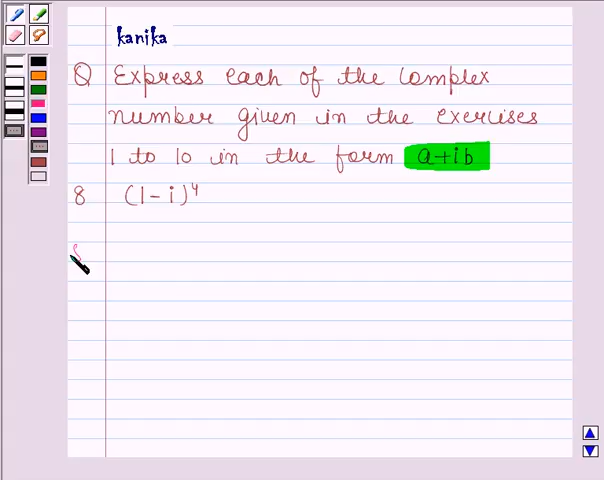 kanika
Q Express each of the complex
number given in the exercises
1 to 10 in the form a+ib
8 (1-i)⁴